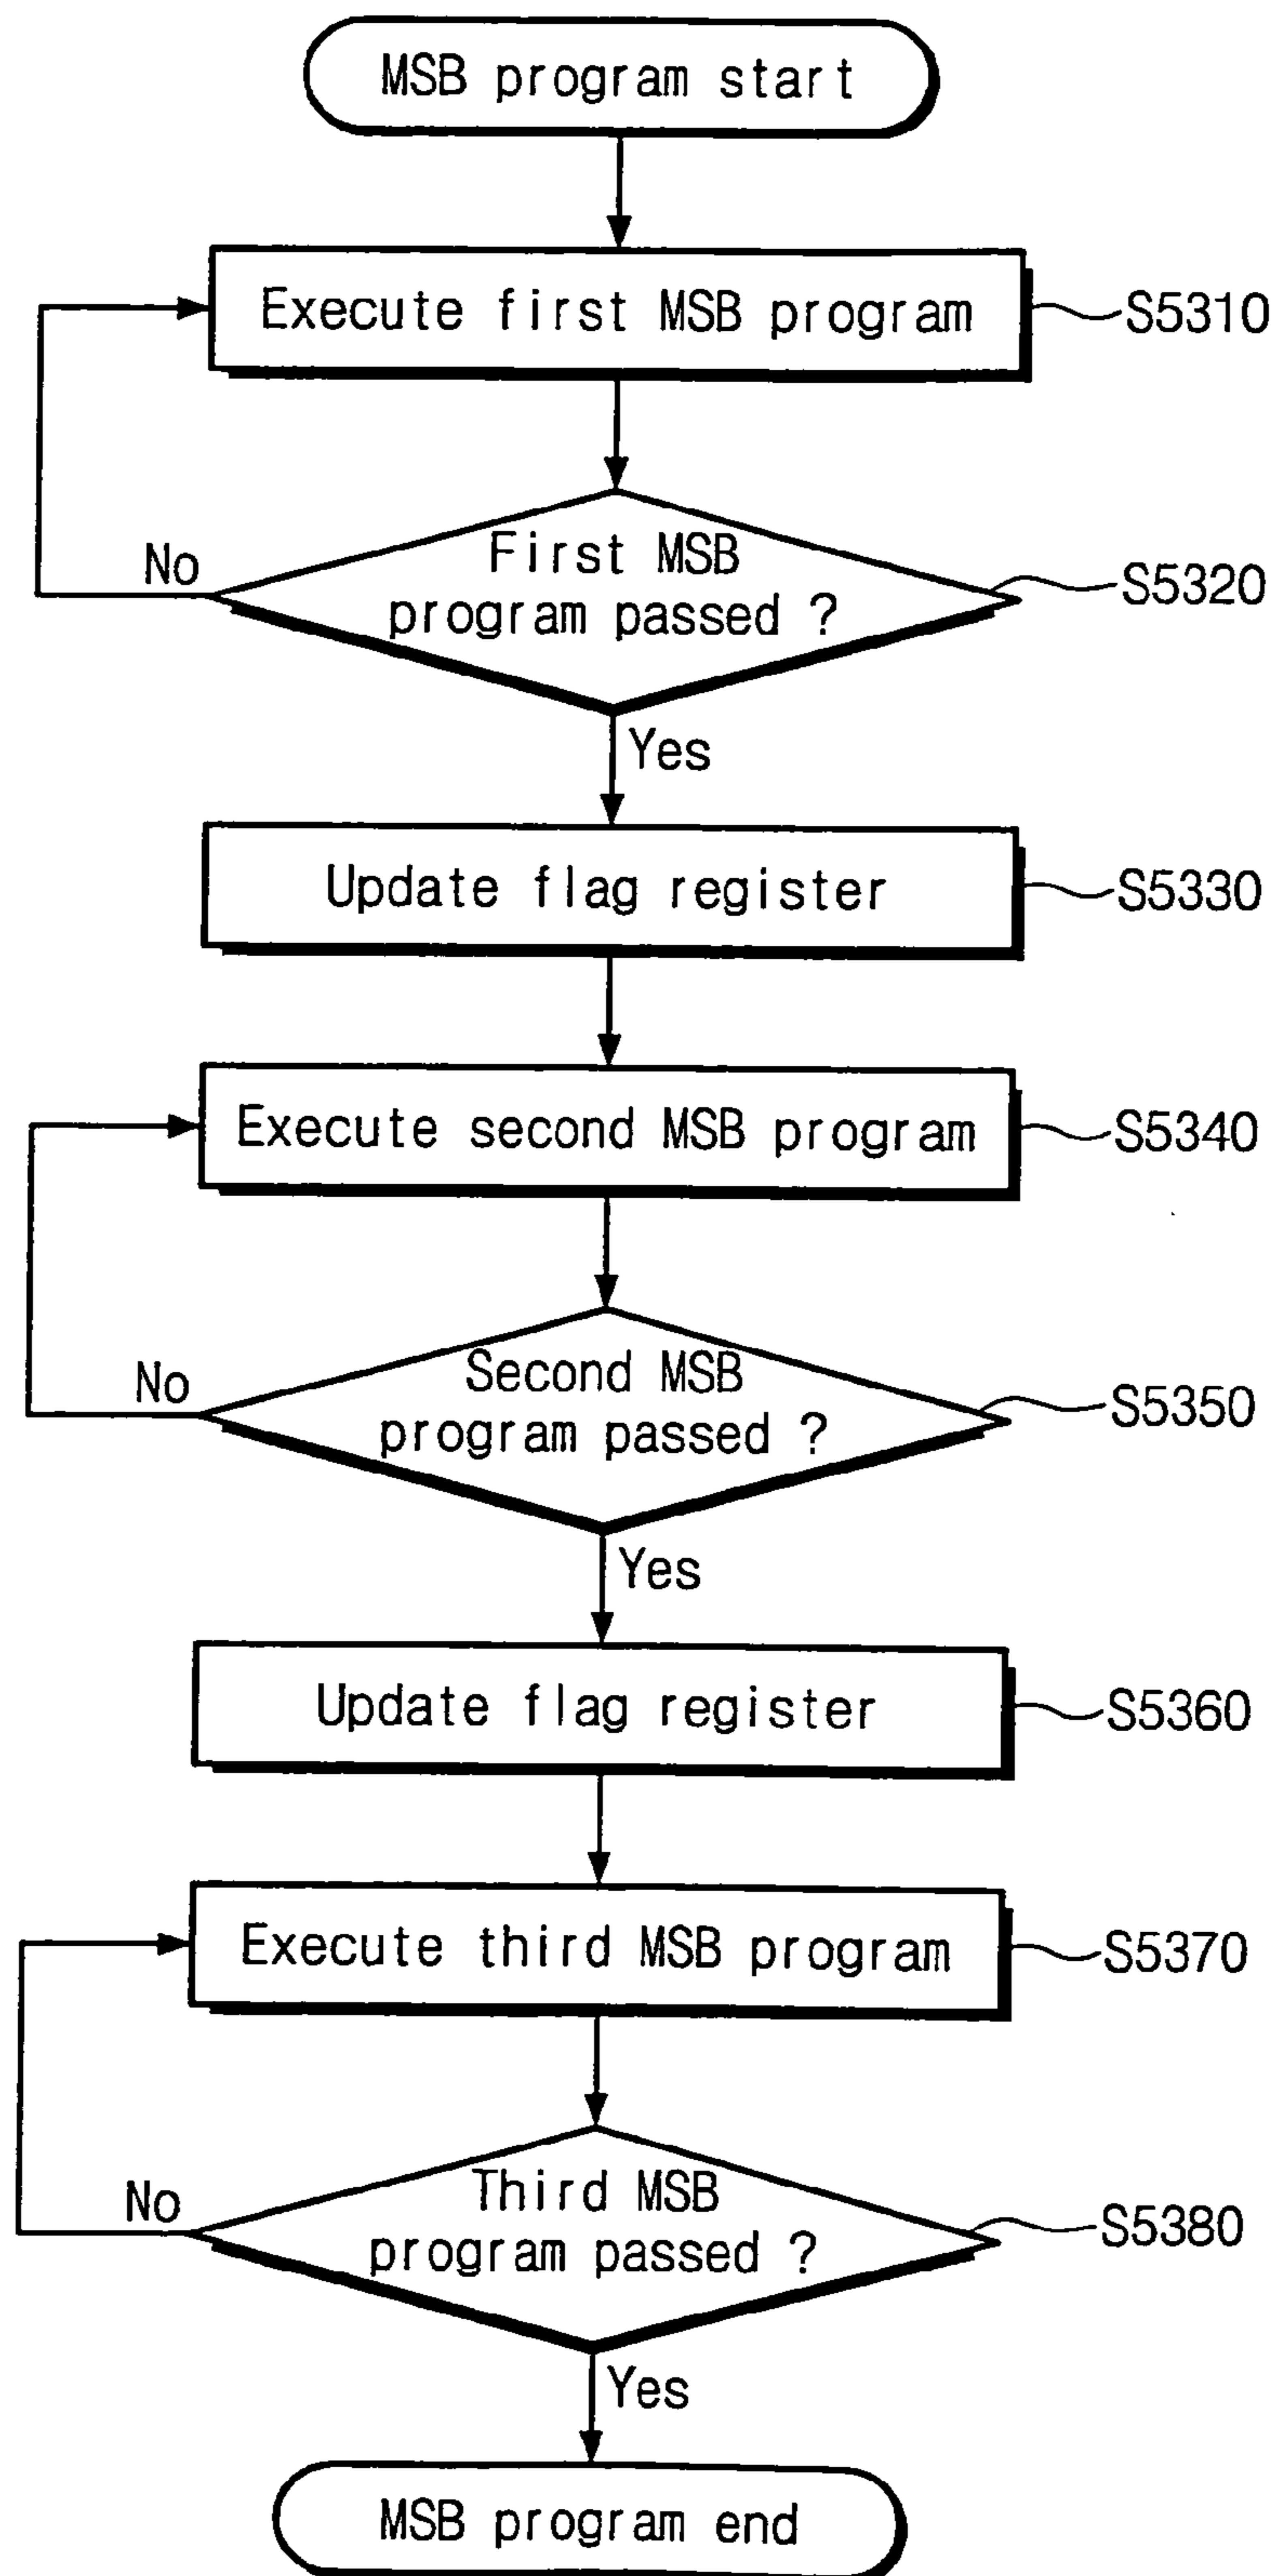 MSB program start
Execute first MSB program
S5310
First MSB
program passed ?
S5320
No
Yes
Update flag register
S5330
Execute second MSB program
S5340
Second MSB
program passed ?
S5350
No
Yes
Update flag register
S5360
Execute third MSB program
S5370
Third MSB
program passed ?
S5380
No
Yes
MSB program end